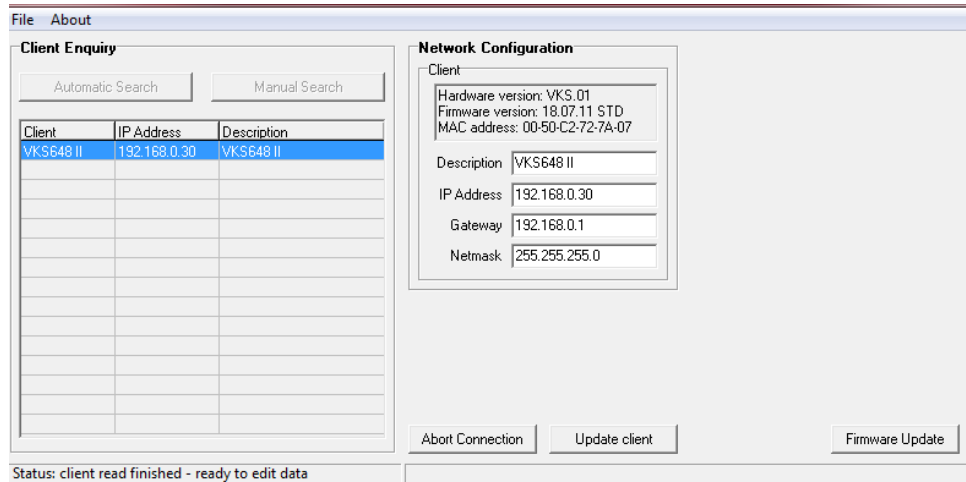 File About
Client Enquiry
Automatic Search Manual Search
Client IP Address Description
VKS648 II 192.168.0.30 VKS648 II
Network Configuration
Client
Hardware version: VKS.01
Firmware version: 18.07.11 STD
MAC address: 00-50-C2-72-7A-07
Description VKS648 II
IP Address 192.168.0.30
Gateway 192.168.0.1
Netmask 255.255.255.0
Abort Connection Update client Firmware Update
Status: client read finished - ready to edit data